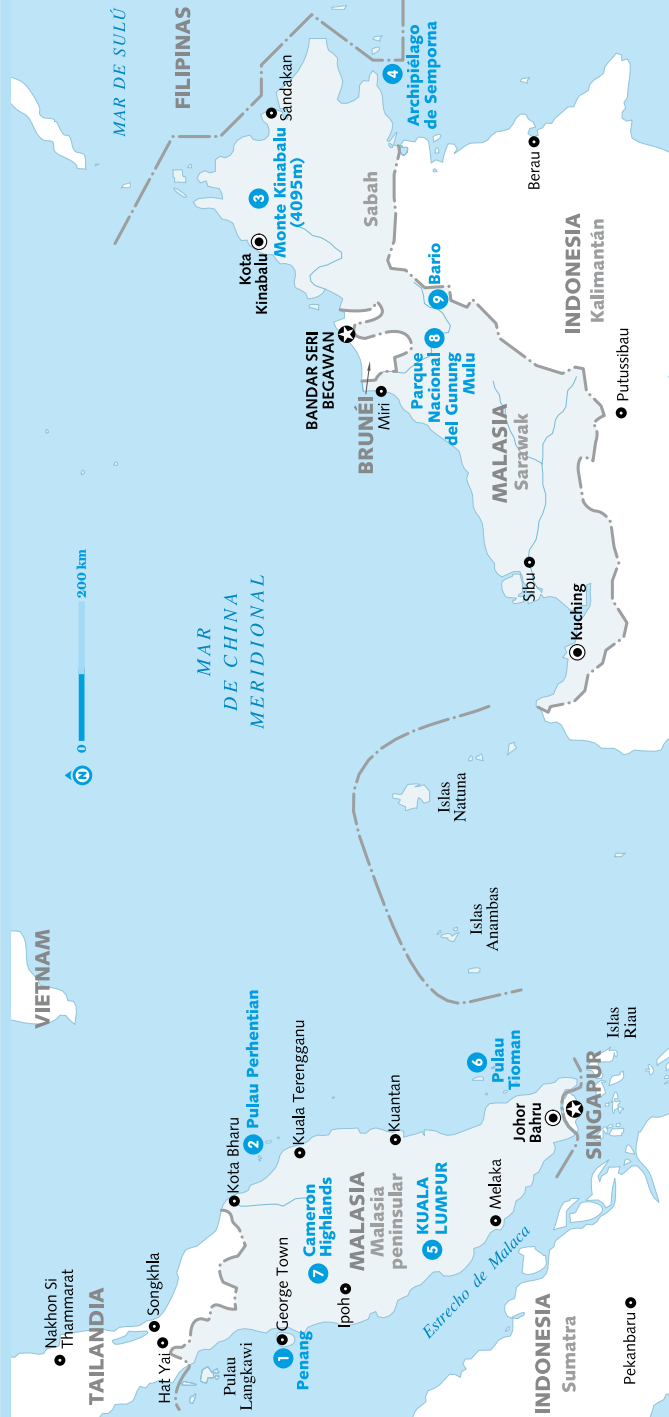 Nakhon Si
Thammarat
TAILANDIA
Songkhla
Hat Yai
Pulau
Langkawi
1
Penang
George Town
Kota Bharu
2 Pulau Perhentian
Kuala Terengganu
7
Cameron
Highlands
Ipoh
MALASIA
Malasia
peninsular
Kuantan
5
KUALA
LUMPUR
Melaka
Estrecho de Malaca
6
Pulau
Tioman
Johor
Bahru
SINGAPUR
Islas
Riau
INDONESIA
Sumatra
Pekanbaru
VIETNAM
N
0
200 km
MAR
DE CHINA
MERIDIONAL
Islas
Anambas
Islas
Natuna
MAR DE SULÚ
FILIPINAS
Sandakan
3
Monte Kinabalu
(4095m)
Kota
Kinabalu
4
Archipiélago
de Semporna
Sabah
BANDAR SERI
BEGAWAN
BRUNÉI
Miri
8
Parque
Nacional
del Gunung
Mulu
9 Bario
MALASIA
Sarawak
Sibu
Kuching
Berau
INDONESIA
Kalimantán
Putussibau